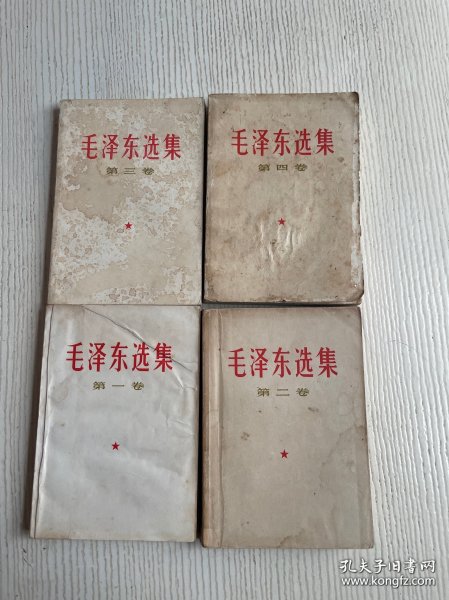 毛泽东选集
第三卷
毛泽东选集
第四卷
毛泽东选集
第一卷
毛泽东选集
第二卷
孔夫子旧书网
www.kongfz.com